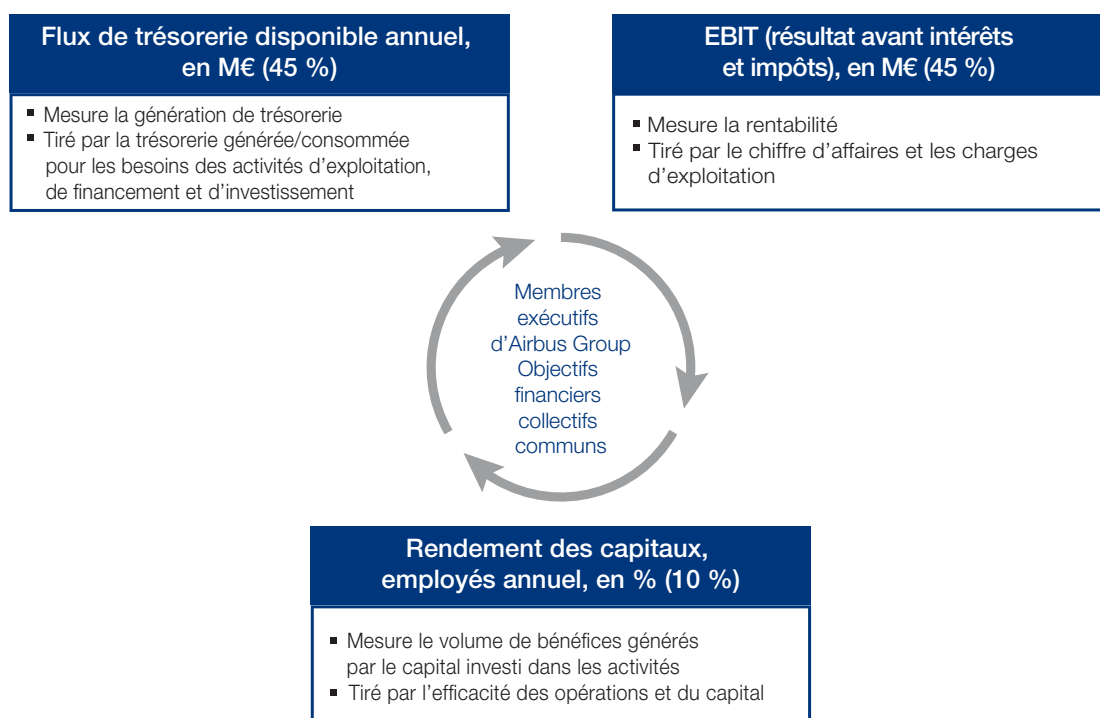 Flux de trésorerie disponible annuel,
en M€ (45 %)
▪ Mesure la génération de trésorerie
▪ Tiré par la trésorerie générée/consommée
pour les besoins des activités d’exploitation,
de financement et d’investissement
EBIT (résultat avant intérêts
et impôts), en M€ (45 %)
▪ Mesure la rentabilité
▪ Tiré par le chiffre d’affaires et les charges
d’exploitation
Membres
exécutifs
d’Airbus Group
Objectifs
financiers
collectifs
communs
Rendement des capitaux,
employés annuel, en % (10 %)
▪ Mesure le volume de bénéfices générés
par le capital investi dans les activités
▪ Tiré par l’efficacité des opérations et du capital